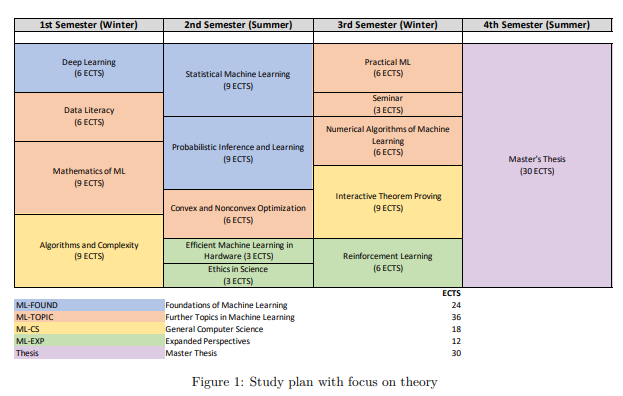 1st Semester (Winter) 2nd Semester (Summer) 3rd Semester (Winter) 4th Semester (Summer)
Deep Learning
(6 ECTS)
Data Literacy
(6 ECTS)
Mathematics of ML
(9 ECTS)
Algorithms and Complexity
(9 ECTS)
Statistical Machine Learning
(9 ECTS)
Probabilistic Inference and Learning
(9 ECTS)
Convex and Nonconvex Optimization
(6 ECTS)
Efficient Machine Learning in
Hardware (3 ECTS)
Ethics in Science
(3 ECTS)
Practical ML
(6 ECTS)
Seminar
(3 ECTS)
Numerical Algorithms of Machine
Learning
(6 ECTS)
Interactive Theorem Proving
(9 ECTS)
Reinforcement Learning
(6 ECTS)
Master's Thesis
(30 ECTS)
ECTS
ML-FOUND Foundations of Machine Learning 24
ML-TOPIC Further Topics in Machine Learning 36
ML-CS General Computer Science 18
ML-EXP Expanded Perspectives 12
Thesis Master Thesis 30
Figure 1: Study plan with focus on theory